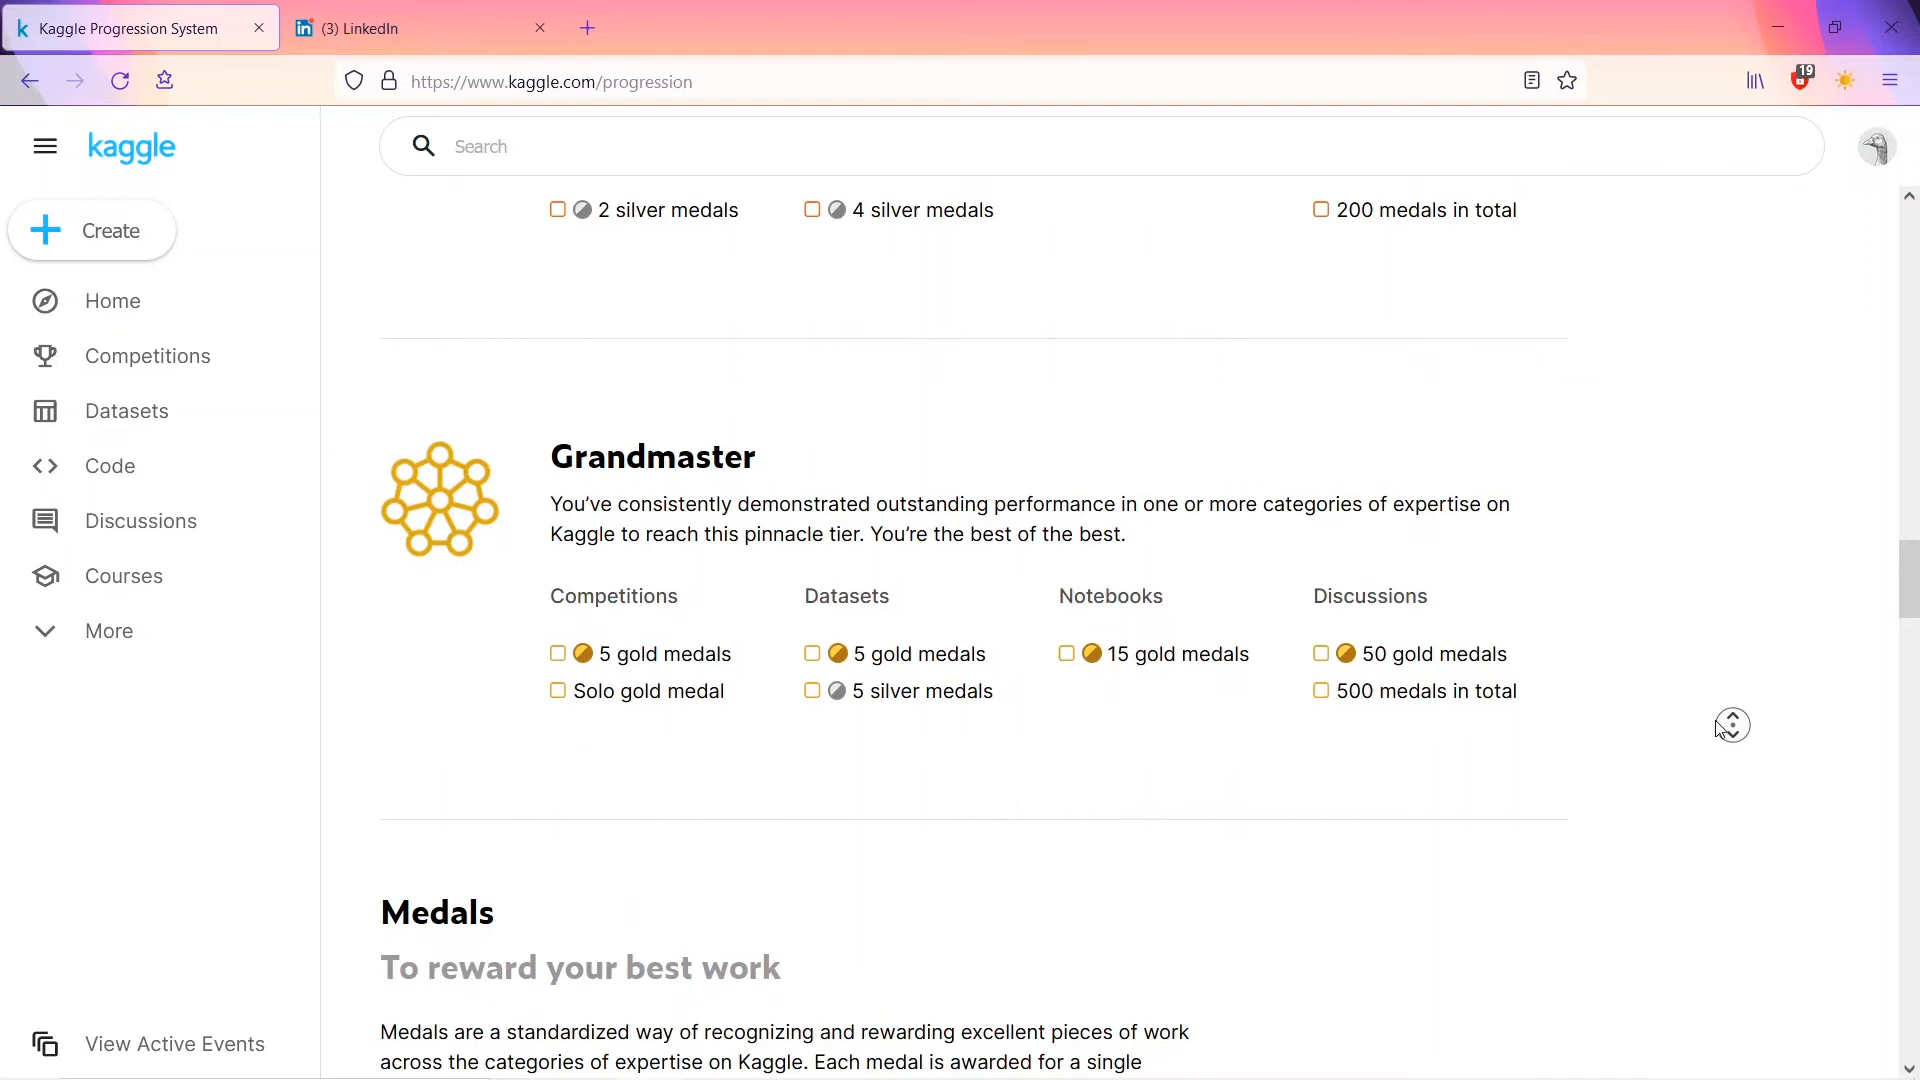 Kaggle Progression System
(3) LinkedIn
https://www.kaggle.com/progression
19
kaggle
Search
Create
Home
Competitions
Datasets
Code
Discussions
Courses
More
View Active Events
2 silver medals
4 silver medals
200 medals in total
Grandmaster
You’ve consistently demonstrated outstanding performance in one or more categories of expertise on
Kaggle to reach this pinnacle tier. You’re the best of the best.
Competitions
Datasets
Notebooks
Discussions
5 gold medals
5 gold medals
15 gold medals
50 gold medals
Solo gold medal
5 silver medals
500 medals in total
Medals
To reward your best work
Medals are a standardized way of recognizing and rewarding excellent pieces of work
across the categories of expertise on Kaggle. Each medal is awarded for a single